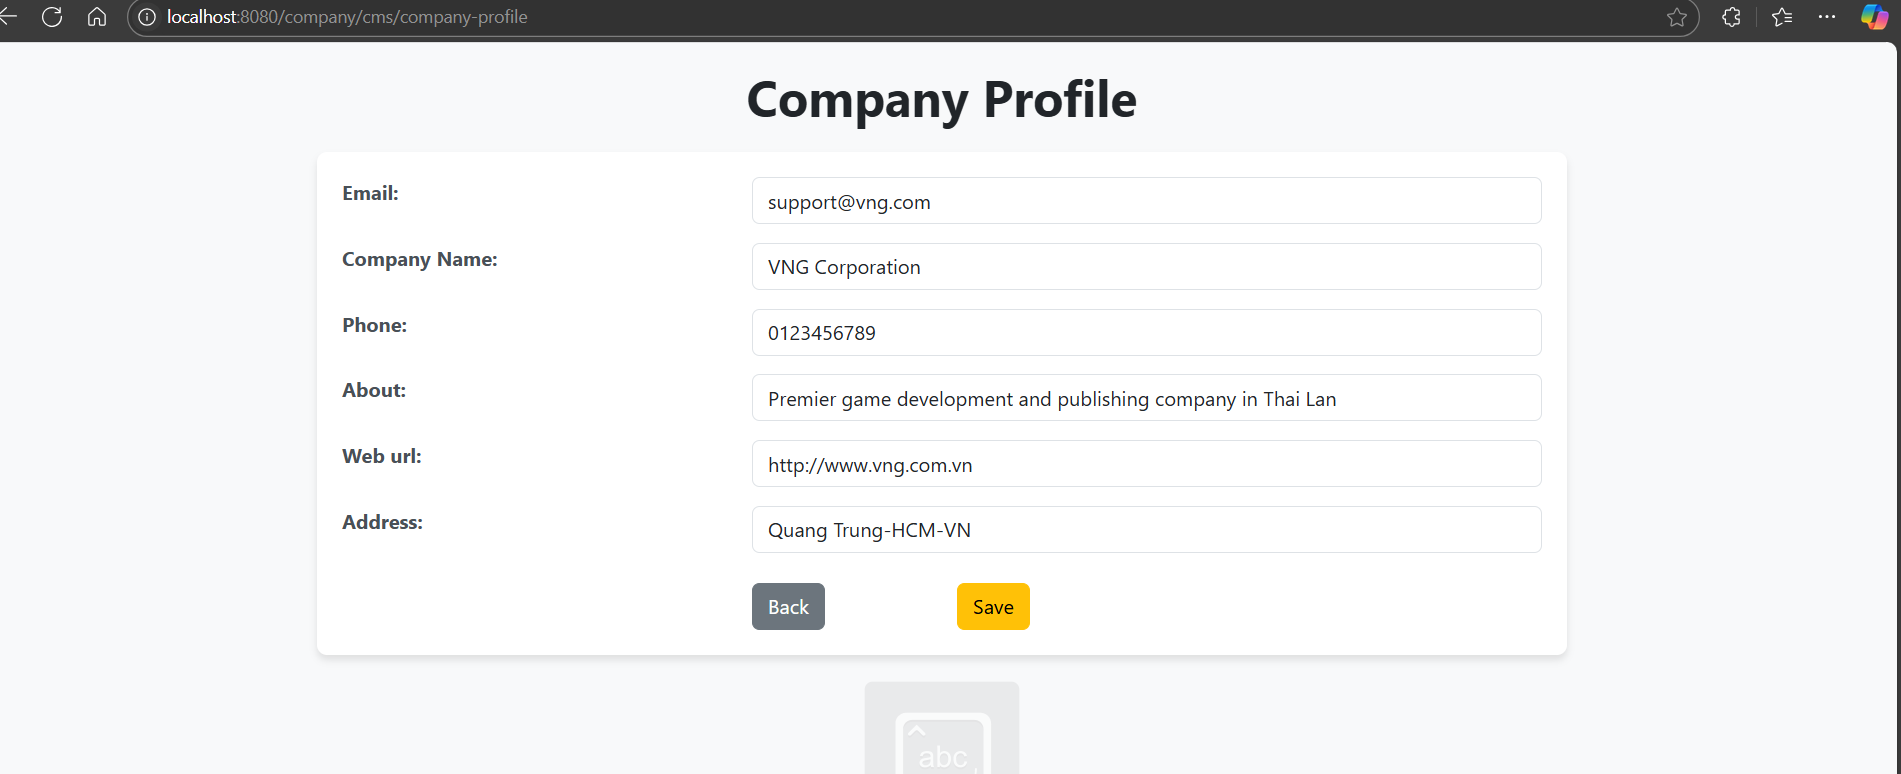 localhost:8080/company/cms/company-profile
Company Profile
Email:
support@vng.com
Company Name:
VNG Corporation
Phone:
0123456789
About:
Premier game development and publishing company in Thai Lan
Web url:
http://www.vng.com.vn
Address:
Quang Trung-HCM-VN
Back
Save
abc